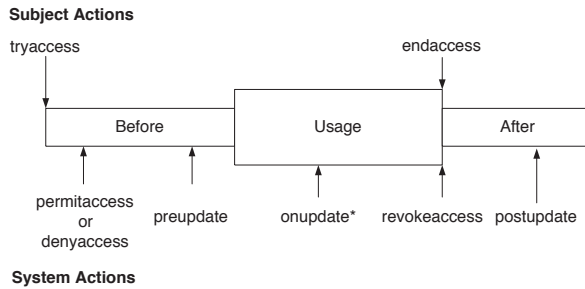 Subject Actions
tryaccess
endaccess
Before
Usage
After
permitaccess
or
denyaccess
preupdate
onupdate*
revokeaccess
postupdate
System Actions